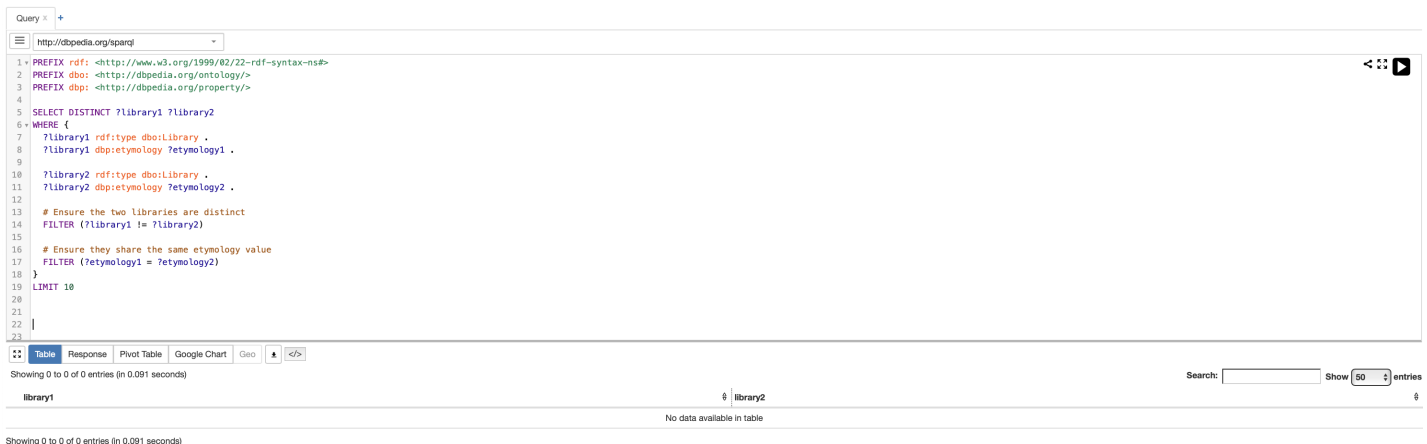 Query x +
http://dbpedia.org/sparql
1 PREFIX rdf: <http://www.w3.org/1999/02/22-rdf-syntax-ns#>
2 PREFIX dbo: <http://dbpedia.org/ontology/>
3 PREFIX dbp: <http://dbpedia.org/property/>
4
5 SELECT DISTINCT ?library1 ?library2
6 WHERE {
7 ?library1 rdf:type dbo:Library .
8 ?library1 dbp:etymology ?etymology1 .
9
10 ?library2 rdf:type dbo:Library .
11 ?library2 dbp:etymology ?etymology2 .
12
13 # Ensure the two libraries are distinct
14 FILTER (?library1 != ?library2)
15
16 # Ensure they share the same etymology value
17 FILTER (?etymology1 = ?etymology2)
18 }
19 LIMIT 10
20
21
22
23
Table Response Pivot Table Google Chart Geo </>
Showing 0 to 0 of 0 entries (in 0.091 seconds) Search: Show 50 entries
library1 library2
No data available in table
Showing 0 to 0 of 0 entries (in 0.091 seconds)